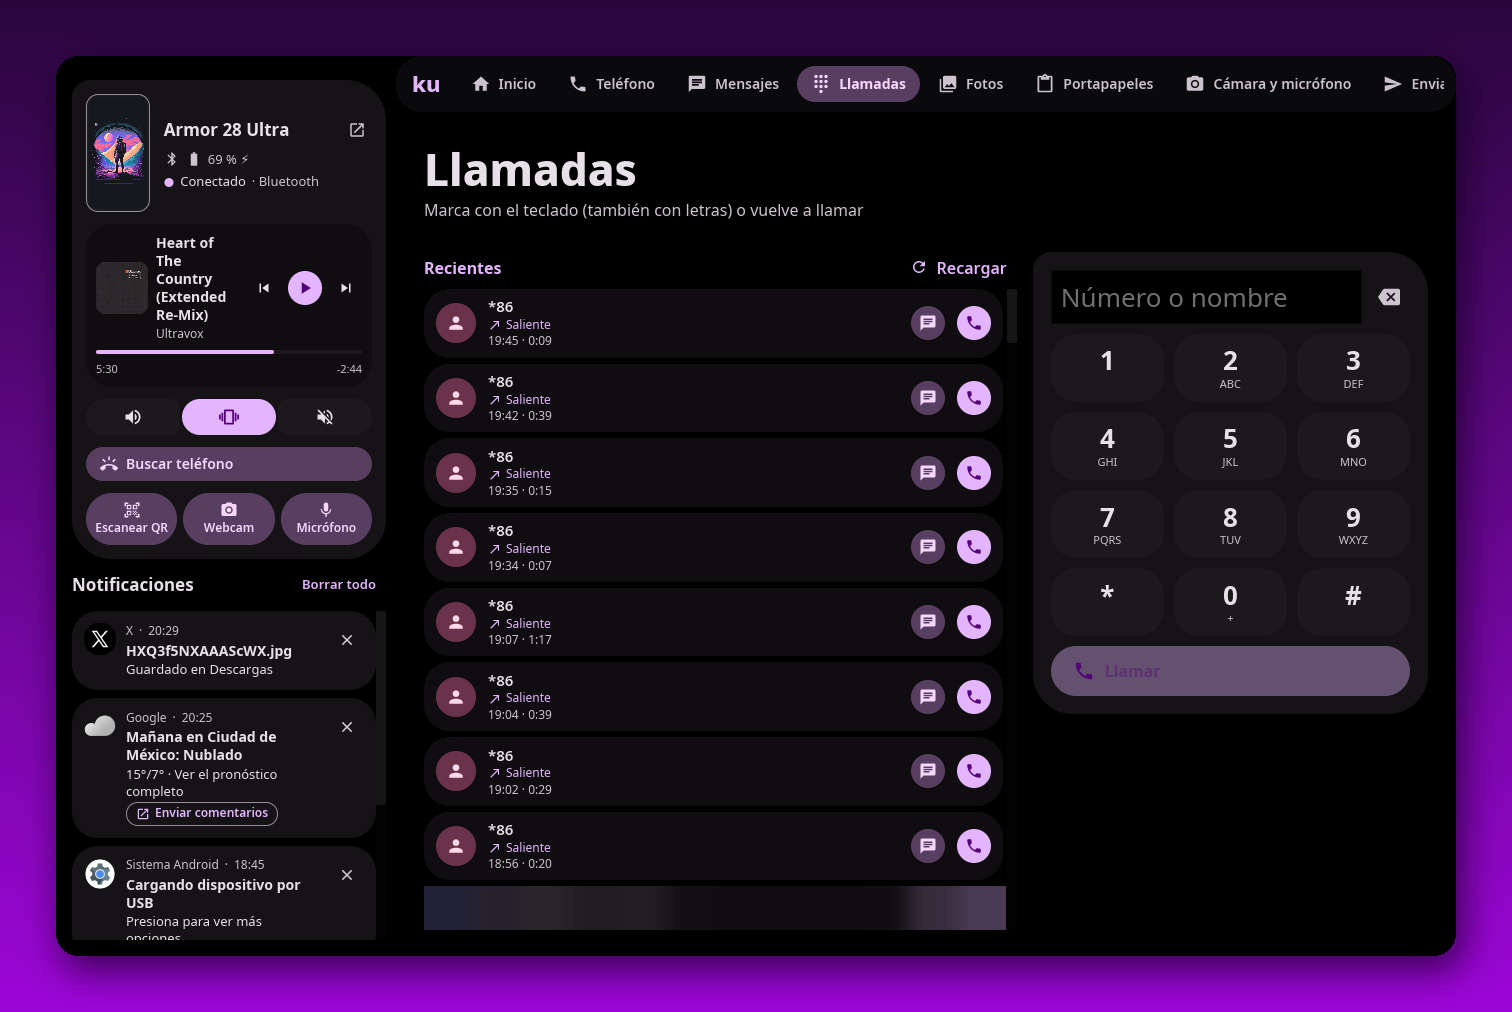 ku
Inicio
Teléfono
Mensajes
Llamadas
Fotos
Portapapeles
Cámara y micrófono
Envia
Armor 28 Ultra
69 % ⚡
Conectado · Bluetooth
Heart of
The
Country
(Extended
Re-Mix)
Ultravox
5:30
-2:44
Buscar teléfono
Escanear QR
Webcam
Micrófono
Notificaciones
Borrar todo
X · 20:29
HXQ3f5NXAAAScWX.jpg
Guardado en Descargas
Google · 20:25
Mañana en Ciudad de
México: Nublado
15°/7° · Ver el pronóstico
completo
Enviar comentarios
Sistema Android · 18:45
Cargando dispositivo por
USB
Presiona para ver más
opciones
Llamadas
Marca con el teclado (también con letras) o vuelve a llamar
Recientes
Recargar
*86
Saliente
19:45 · 0:09
*86
Saliente
19:42 · 0:39
*86
Saliente
19:35 · 0:15
*86
Saliente
19:34 · 0:07
*86
Saliente
19:07 · 1:17
*86
Saliente
19:04 · 0:39
*86
Saliente
19:02 · 0:29
*86
Saliente
18:56 · 0:20
Número o nombre
1
2
ABC
3
DEF
4
GHI
5
JKL
6
MNO
7
PQRS
8
TUV
9
WXYZ
*
0
+
#
Llamar